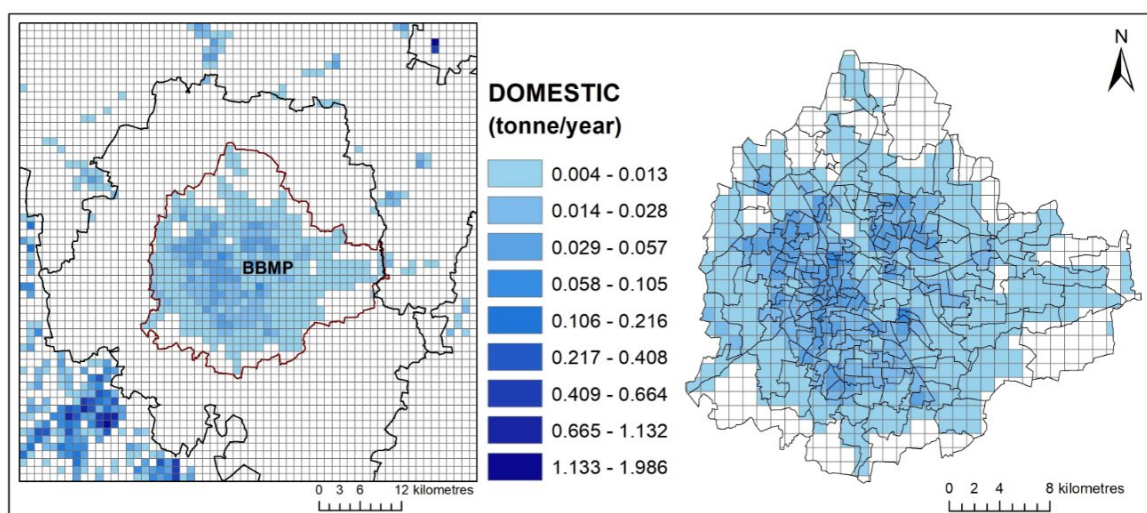 BBMP
0 3 6 12 kilometres
DOMESTIC
(tonne/year)
0.004 - 0.013
0.014 - 0.028
0.029 - 0.057
0.058 - 0.105
0.106 - 0.216
0.217 - 0.408
0.409 - 0.664
0.665 - 1.132
1.133 - 1.986
N
0 2 4 8 kilometres